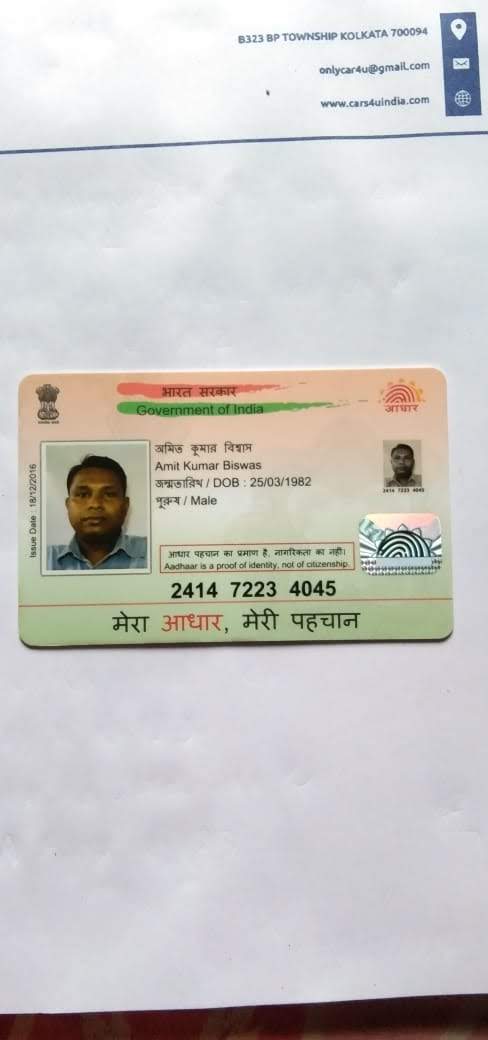 B323 BP TOWNSHIP KOLKATA 700094
onlycar4u@gmail.com
www.cars4uindia.com
भारत सरकार
Government of India
आधार
Issue Date : 18/12/2016
অমিত কুমার বিশ্বাস
Amit Kumar Biswas
জন্মতারিখ / DOB : 25/03/1982
পুরুষ / Male
2414 7223 4045
आधार पहचान का प्रमाण है, नागरिकता का नहीं।
Aadhaar is a proof of identity, not of citizenship.
2414 7223 4045
मेरा आधार, मेरी पहचान